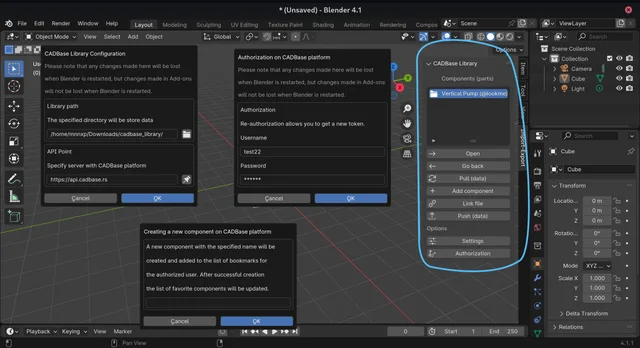 * (Unsaved) - Blender 4.1
File
Edit
Render
Window
Help
Layout
Modeling
Sculpting
UV Editing
Texture Paint
Shading
Animation
Rendering
Scene
ViewLayer
Object Mode
View
Select
Add
Object
Global
Options
CADBase Library Configuration
Please note that any changes made here will be lost
when Blender is restarted, but changes made in Add-ons
will not be lost when Blender is restarted.
Library path
The specified directory will be store data
/home/mnnxp/Downloads/cadbase_library/
API Point
Specify server with CADBase platform
https://api.cadbase.rs
Cancel
OK
Authorization on CADBase platform
Please note that any changes made here will be lost
when Blender is restarted, but changes made in Add-ons
will not be lost when Blender is restarted.
Authorization
Re-authorization allows you to get a new token.
Username
test22
Password
******
Cancel
OK
Creating a new component on CADBase platform
A new component with the specified name will be
created and added to the list of bookmarks for
the authorized user. After successful creation
the list of favorite components will be updated.
Cancel
OK
CADBase Library
Components (parts)
Vertical Pump (@lookme
Open
Go back
Pull (data)
Add component
Link file
Push (data)
Options
Settings
Authorization
Item
Tool
View
Import-Export
Scene Collection
Collection
Camera
Cube
Light
Cube
Cube
Transform
Locatio...
0 m
Y
0 m
Z
0 m
Rotatio...
0°
Y
0°
Z
0°
Mode
XYZ ...
Scale X
1.000
Y
1.000
Z
1.000
Delta Transform
Relations
Playback
Keying
View
Marker
0
Start
1
End
250
Pan View
4.1.1